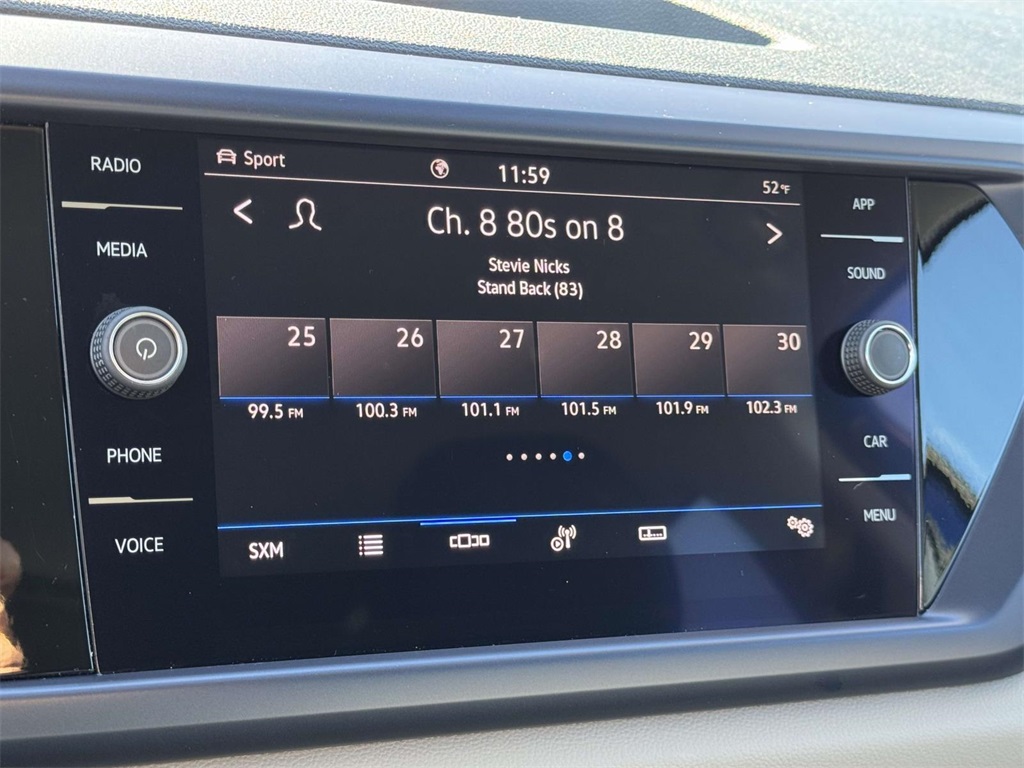 RADIO
MEDIA
PHONE
VOICE
Sport
11:59
52°F
Ch. 8 80s on 8
Stevie Nicks
Stand Back (83)
25 26 27 28 29 30
99.5 FM 100.3 FM 101.1 FM 101.5 FM 101.9 FM 102.3 FM
SXM
APP
SOUND
CAR
MENU